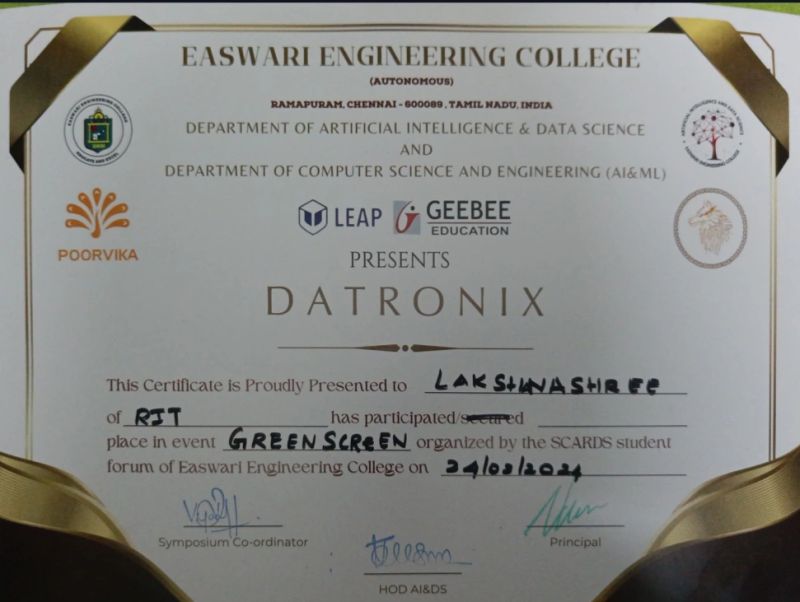 EASWARI ENGINEERING COLLEGE
(AUTONOMOUS)
RAMAPURAM, CHENNAI - 600089 . TAMIL NADU, INDIA
DEPARTMENT OF ARTIFICIAL INTELLIGENCE & DATA SCIENCE
AND
DEPARTMENT OF COMPUTER SCIENCE AND ENGINEERING (AI&ML)
POORVIKA
LEAP GEEBEE
EDUCATION
PRESENTS
DATRONIX
This Certificate is Proudly Presented to LAKSHNASHREE
of RIT has participated/secured
place in event GREEN SCREEN organized by the SCARDS student
forum of Easwari Engineering College on
Symposium Co-ordinator
Principal
HOD AI&DS